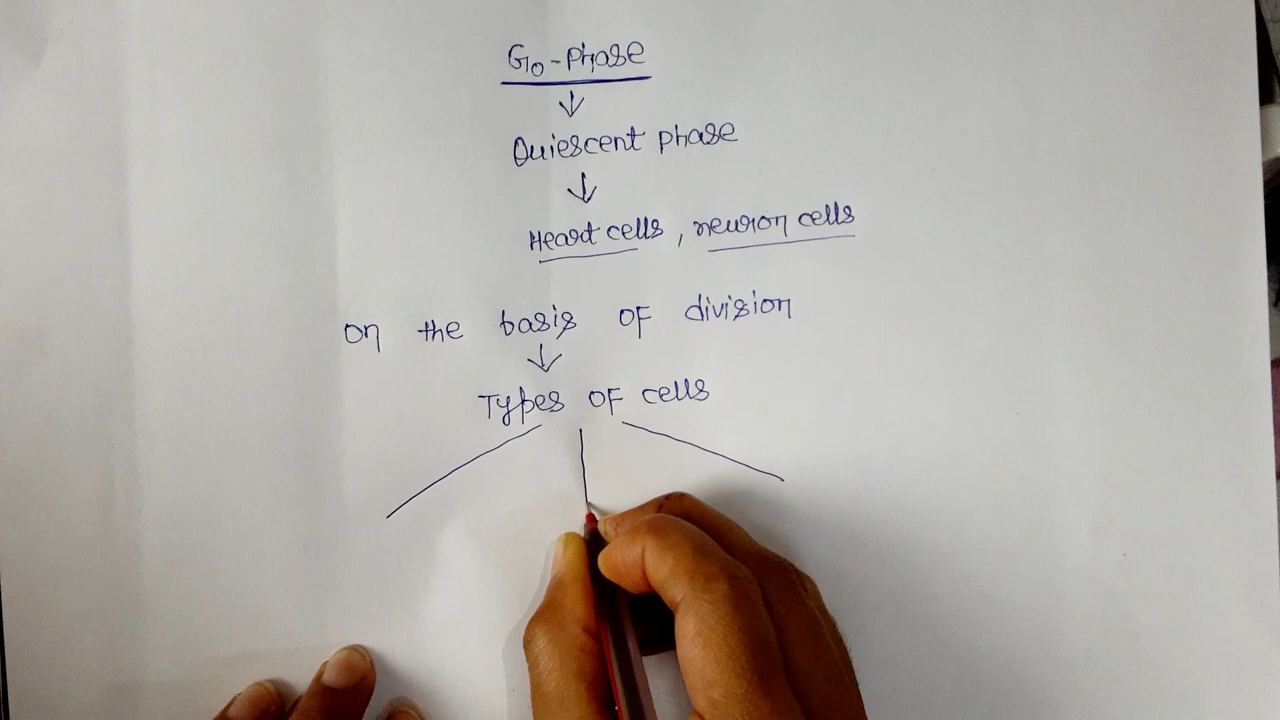 G0-Phase
Quiescent phase
Heart cells, neuron cells
on the basis of division
Types of cells